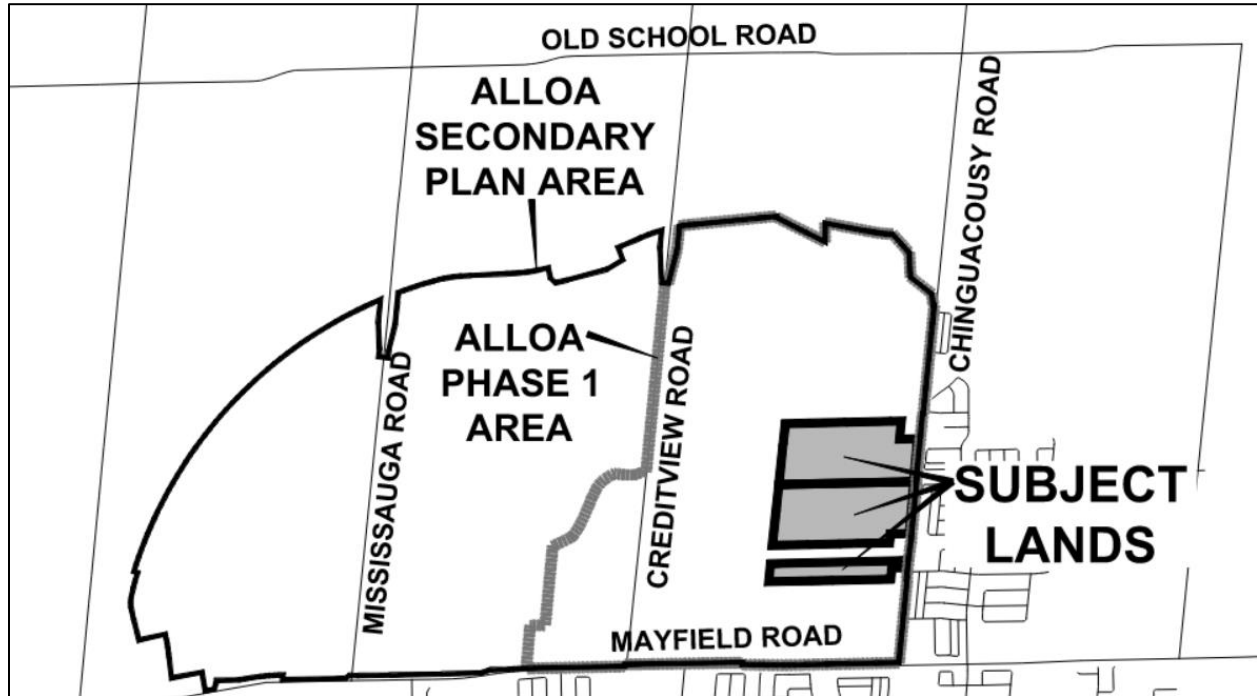 OLD SCHOOL ROAD
ALLOA
SECONDARY
PLAN AREA
CHINGUACOUSY ROAD
ALLOA
PHASE 1
AREA
MISSISSAUGA ROAD
CREDITVIEW ROAD
SUBJECT
LANDS
MAYFIELD ROAD